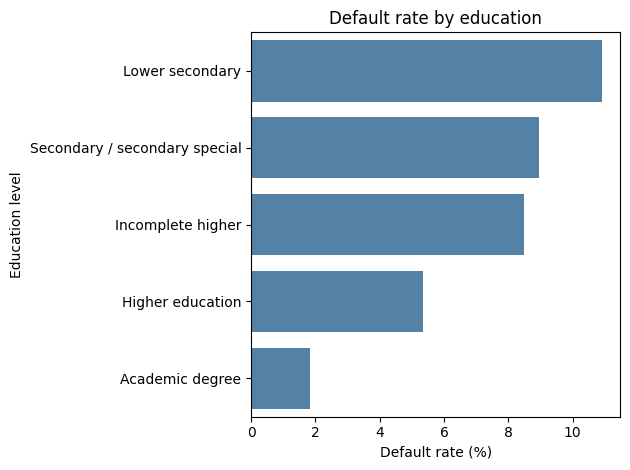 Default rate by education
Education level
Lower secondary
Secondary / secondary special
Incomplete higher
Higher education
Academic degree
0 2 4 6 8 10
Default rate (%)